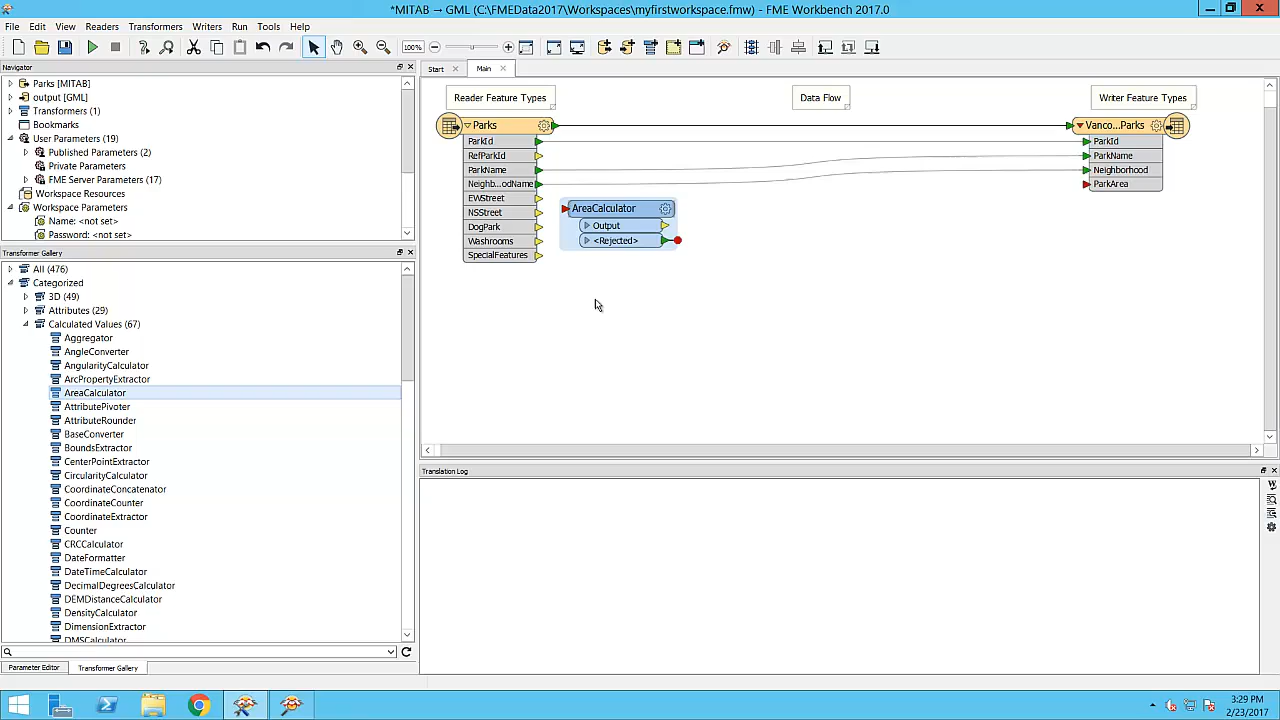 *MITAB → GML (C:\FMEData2017\Workspaces\myfirstworkspace.fmw) - FME Workbench 2017.0
File Edit View Readers Transformers Writers Run Tools Help
100%
Navigator
Parks [MITAB]
output [GML]
Transformers (1)
Bookmarks
User Parameters (19)
Published Parameters (2)
Private Parameters
FME Server Parameters (17)
Workspace Resources
Workspace Parameters
Name: <not set>
Password: <not set>
Transformer Gallery
All (476)
Categorized
3D (49)
Attributes (29)
Calculated Values (67)
Aggregator
AngleConverter
AngularityCalculator
ArcPropertyExtractor
AreaCalculator
AttributePivoter
AttributeRounder
BaseConverter
BoundsExtractor
CenterPointExtractor
CircularityCalculator
CoordinateConcatenator
CoordinateCounter
CoordinateExtractor
Counter
CRCCalculator
DateFormatter
DateTimeCalculator
DecimalDegreesCalculator
DEMDistanceCalculator
DensityCalculator
DimensionExtractor
DMSCalculator
Parameter Editor
Transformer Gallery
Start
Main
Reader Feature Types
Data Flow
Writer Feature Types
Parks
ParkId
RefParkId
ParkName
Neighb...odName
EWStreet
NSStreet
DogPark
Washrooms
SpecialFeatures
AreaCalculator
Output
<Rejected>
Vanco...Parks
ParkId
ParkName
Neighborhood
ParkArea
Translation Log
3:29 PM
2/23/2017